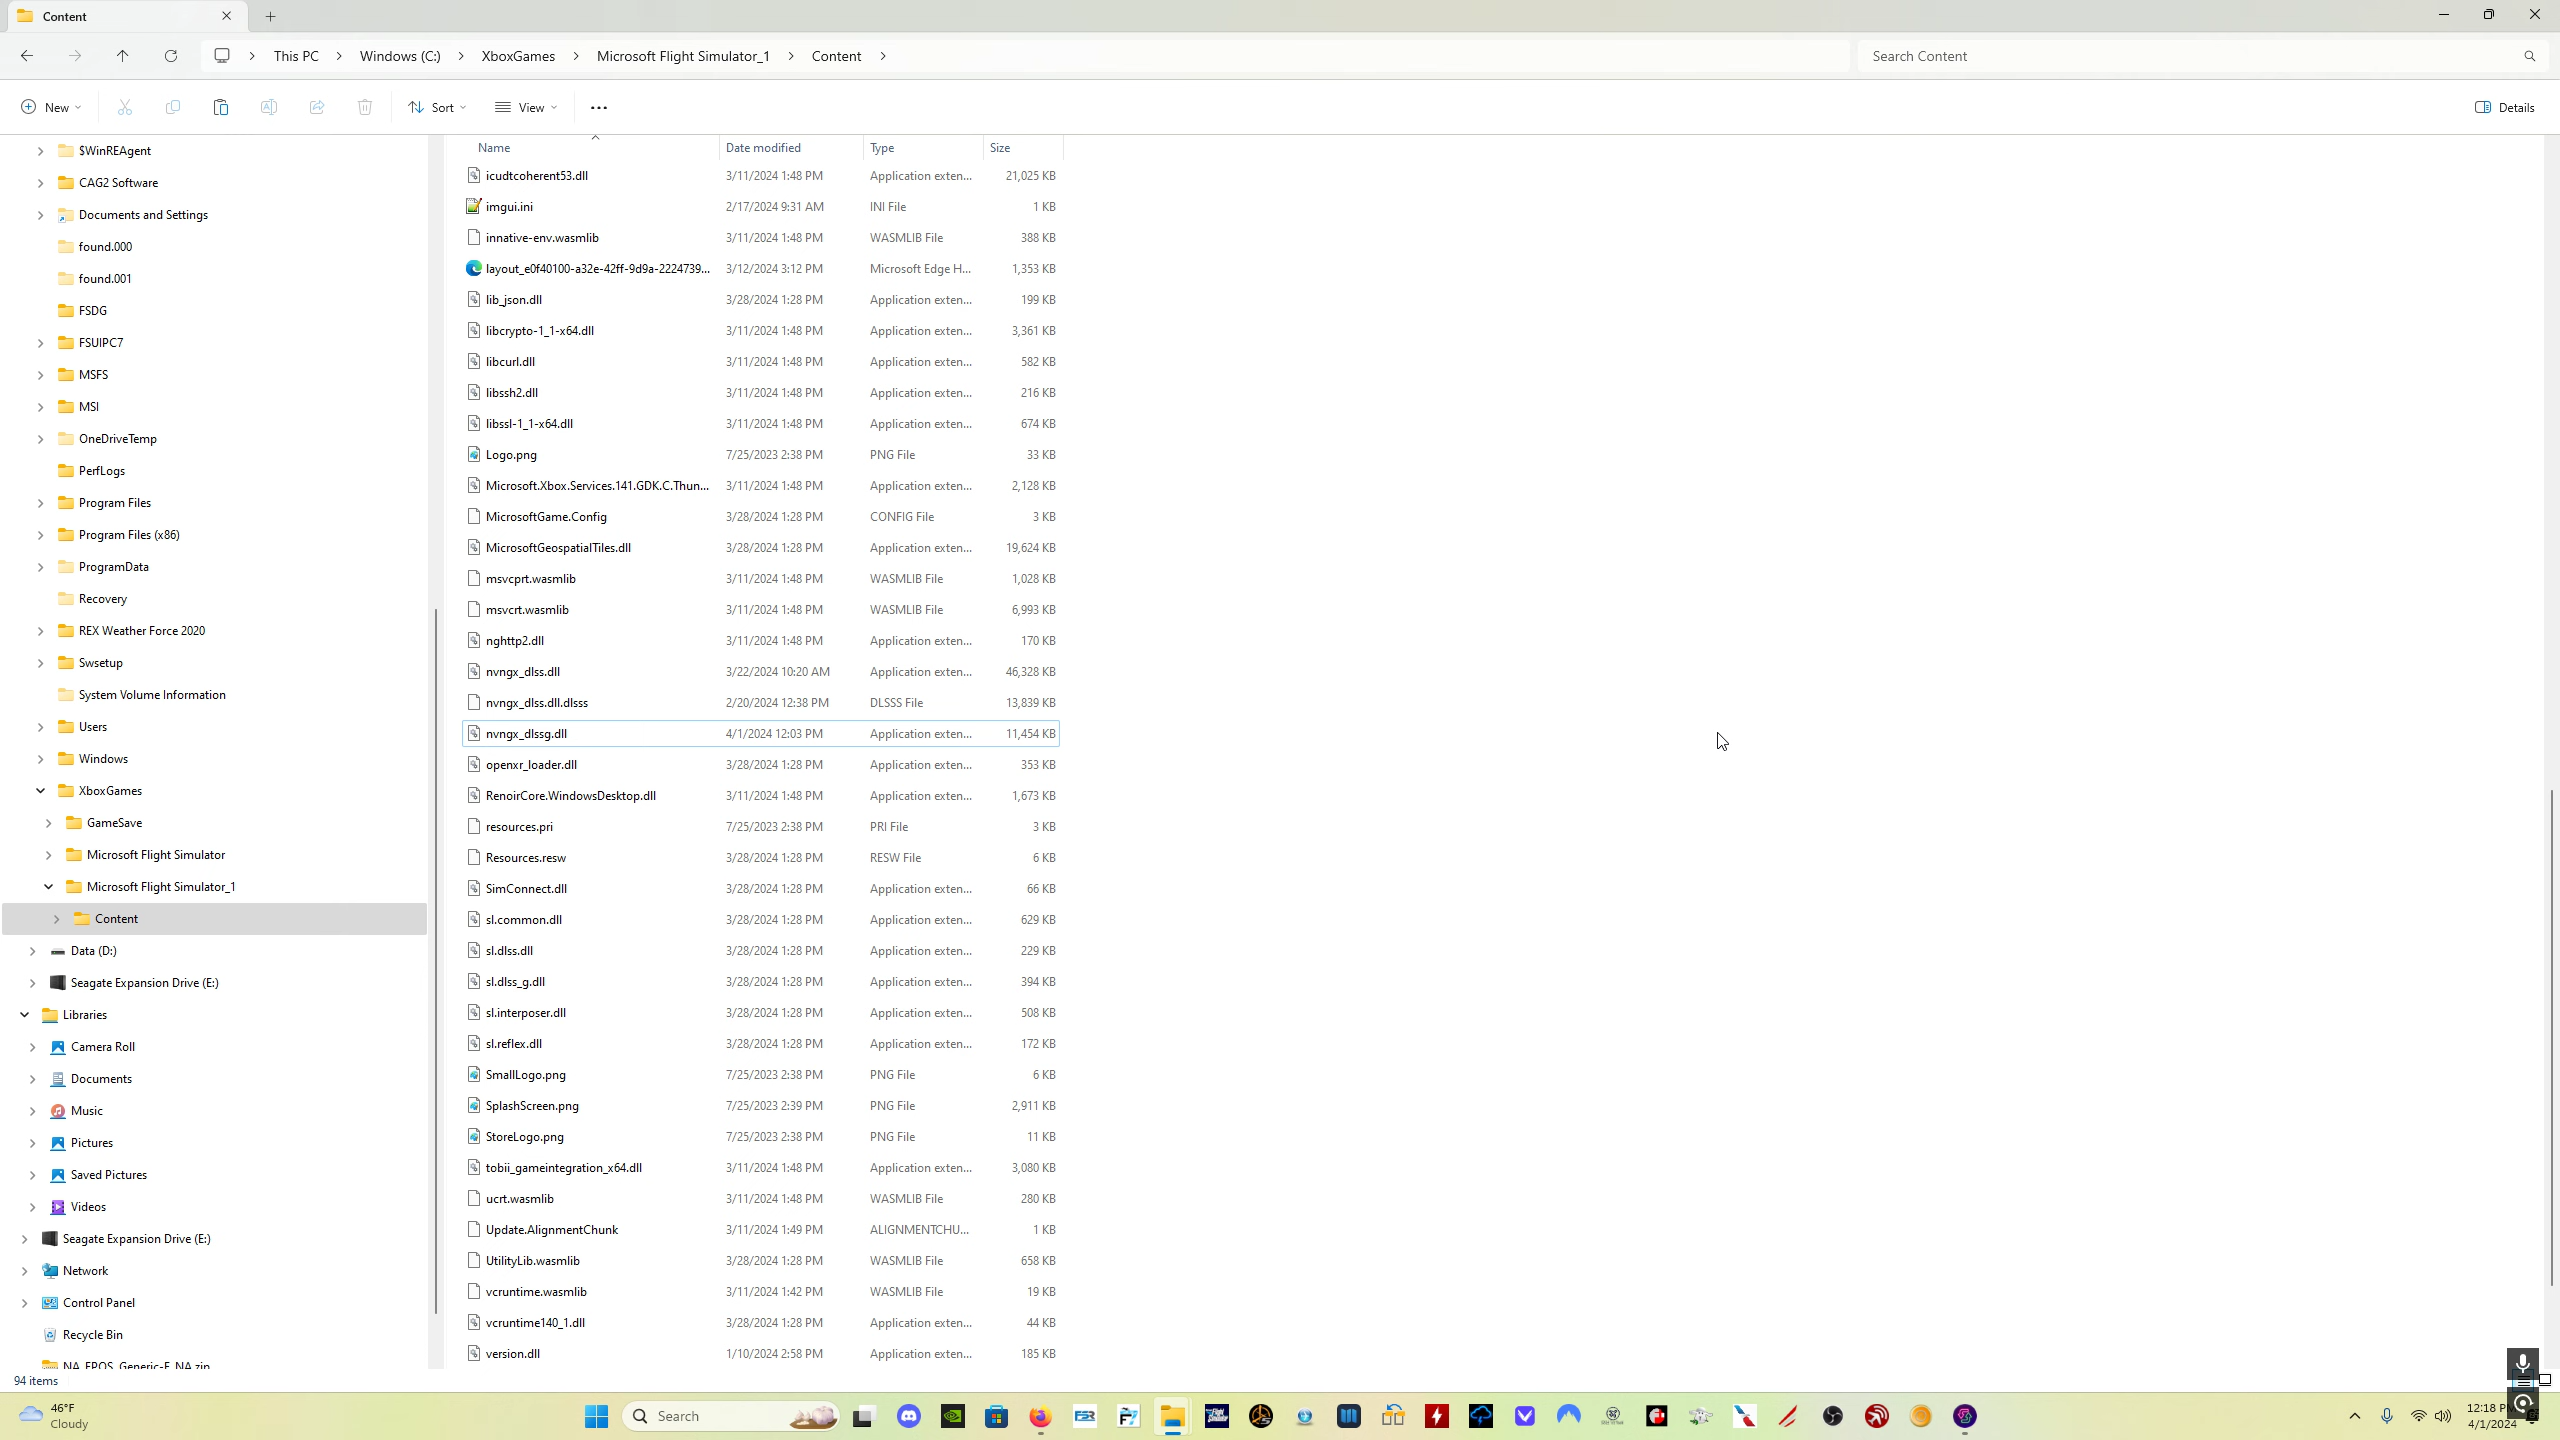 Content
This PC > Windows (C:) > XboxGames > Microsoft Flight Simulator_1 > Content >
Search Content
New
Sort
View
Details
$WinREAgent
CAG2 Software
Documents and Settings
found.000
found.001
FSDG
FSUIPC7
MSFS
MSI
OneDriveTemp
PerfLogs
Program Files
Program Files (x86)
ProgramData
Recovery
REX Weather Force 2020
Swsetup
System Volume Information
Users
Windows
XboxGames
GameSave
Microsoft Flight Simulator
Microsoft Flight Simulator_1
Content
Data (D:)
Seagate Expansion Drive (E:)
Libraries
Camera Roll
Documents
Music
Pictures
Saved Pictures
Videos
Seagate Expansion Drive (E:)
Network
Control Panel
Recycle Bin
Name Date modified Type Size
icudtcoherent53.dll 3/11/2024 1:48 PM Application exten... 21,025 KB
imgui.ini 2/17/2024 9:31 AM INI File 1 KB
innative-env.wasmlib 3/11/2024 1:48 PM WASMLIB File 388 KB
layout_e0f40100-a32e-42ff-9d9a-2224739... 3/12/2024 3:12 PM Microsoft Edge H... 1,353 KB
lib_json.dll 3/28/2024 1:28 PM Application exten... 199 KB
libcrypto-1_1-x64.dll 3/11/2024 1:48 PM Application exten... 3,361 KB
libcurl.dll 3/11/2024 1:48 PM Application exten... 582 KB
libssh2.dll 3/11/2024 1:48 PM Application exten... 216 KB
libssl-1_1-x64.dll 3/11/2024 1:48 PM Application exten... 674 KB
Logo.png 7/25/2023 2:38 PM PNG File 33 KB
Microsoft.Xbox.Services.141.GDK.C.Thun... 3/11/2024 1:48 PM Application exten... 2,128 KB
MicrosoftGame.Config 3/28/2024 1:28 PM CONFIG File 3 KB
MicrosoftGeospatialTiles.dll 3/28/2024 1:28 PM Application exten... 19,624 KB
msvcprt.wasmlib 3/11/2024 1:48 PM WASMLIB File 1,028 KB
msvcrt.wasmlib 3/11/2024 1:48 PM WASMLIB File 6,993 KB
nghttp2.dll 3/11/2024 1:48 PM Application exten... 170 KB
nvngx_dlss.dll 3/22/2024 10:20 AM Application exten... 46,328 KB
nvngx_dlss.dll.dlsss 2/20/2024 12:38 PM DLSSS File 13,839 KB
nvngx_dlssg.dll 4/1/2024 12:03 PM Application exten... 11,454 KB
openxr_loader.dll 3/28/2024 1:28 PM Application exten... 353 KB
RenoirCore.WindowsDesktop.dll 3/11/2024 1:48 PM Application exten... 1,673 KB
resources.pri 7/25/2023 2:38 PM PRI File 3 KB
Resources.resw 3/28/2024 1:28 PM RESW File 6 KB
SimConnect.dll 3/28/2024 1:28 PM Application exten... 66 KB
sl.common.dll 3/28/2024 1:28 PM Application exten... 629 KB
sl.dlss.dll 3/28/2024 1:28 PM Application exten... 229 KB
sl.dlss_g.dll 3/28/2024 1:28 PM Application exten... 394 KB
sl.interposer.dll 3/28/2024 1:28 PM Application exten... 508 KB
sl.reflex.dll 3/28/2024 1:28 PM Application exten... 172 KB
SmallLogo.png 7/25/2023 2:38 PM PNG File 6 KB
SplashScreen.png 7/25/2023 2:39 PM PNG File 2,911 KB
StoreLogo.png 7/25/2023 2:38 PM PNG File 11 KB
tobii_gameintegration_x64.dll 3/11/2024 1:48 PM Application exten... 3,080 KB
ucrt.wasmlib 3/11/2024 1:48 PM WASMLIB File 280 KB
Update.AlignmentChunk 3/11/2024 1:49 PM ALIGNMENTCHU... 1 KB
UtilityLib.wasmlib 3/28/2024 1:28 PM WASMLIB File 658 KB
vcruntime.wasmlib 3/11/2024 1:42 PM WASMLIB File 19 KB
vcruntime140_1.dll 3/28/2024 1:28 PM Application exten... 44 KB
version.dll 1/10/2024 2:58 PM Application exten... 185 KB
94 items
46°F
Cloudy
Search
FSR
12:18
4/1/2024